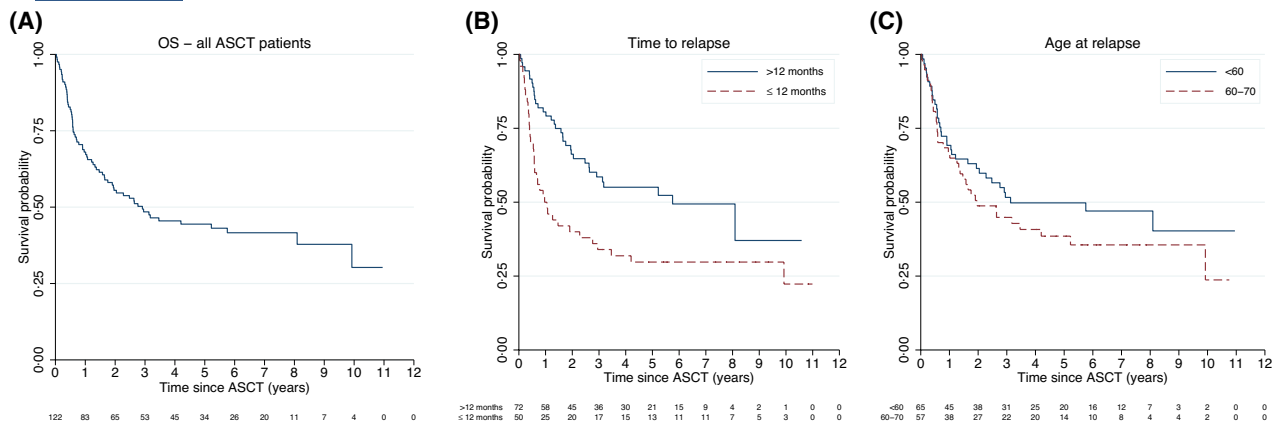 (A)
OS – all ASCT patients
Survival probability
1·00
0·75
0·50
0·25
0·00
0 1 2 3 4 5 6 7 8 9 10 11 12
Time since ASCT (years)
122 83 65 53 45 34 26 20 11 7 4 0 0
(B)
Time to relapse
>12 months
≤ 12 months
Survival probability
1·00
0·75
0·50
0·25
0·00
0 1 2 3 4 5 6 7 8 9 10 11 12
Time since ASCT (years)
>12 months 72 58 45 36 30 21 15 9 4 2 1 0 0
≤ 12 months 50 25 20 17 15 13 11 11 7 5 3 0 0
(C)
Age at relapse
<60
60–70
Survival probability
1·00
0·75
0·50
0·25
0·00
0 1 2 3 4 5 6 7 8 9 10 11 12
Time since ASCT (years)
<60 65 45 38 31 25 20 16 12 7 3 2 0 0
60–70 57 38 27 22 20 14 10 8 4 4 2 0 0